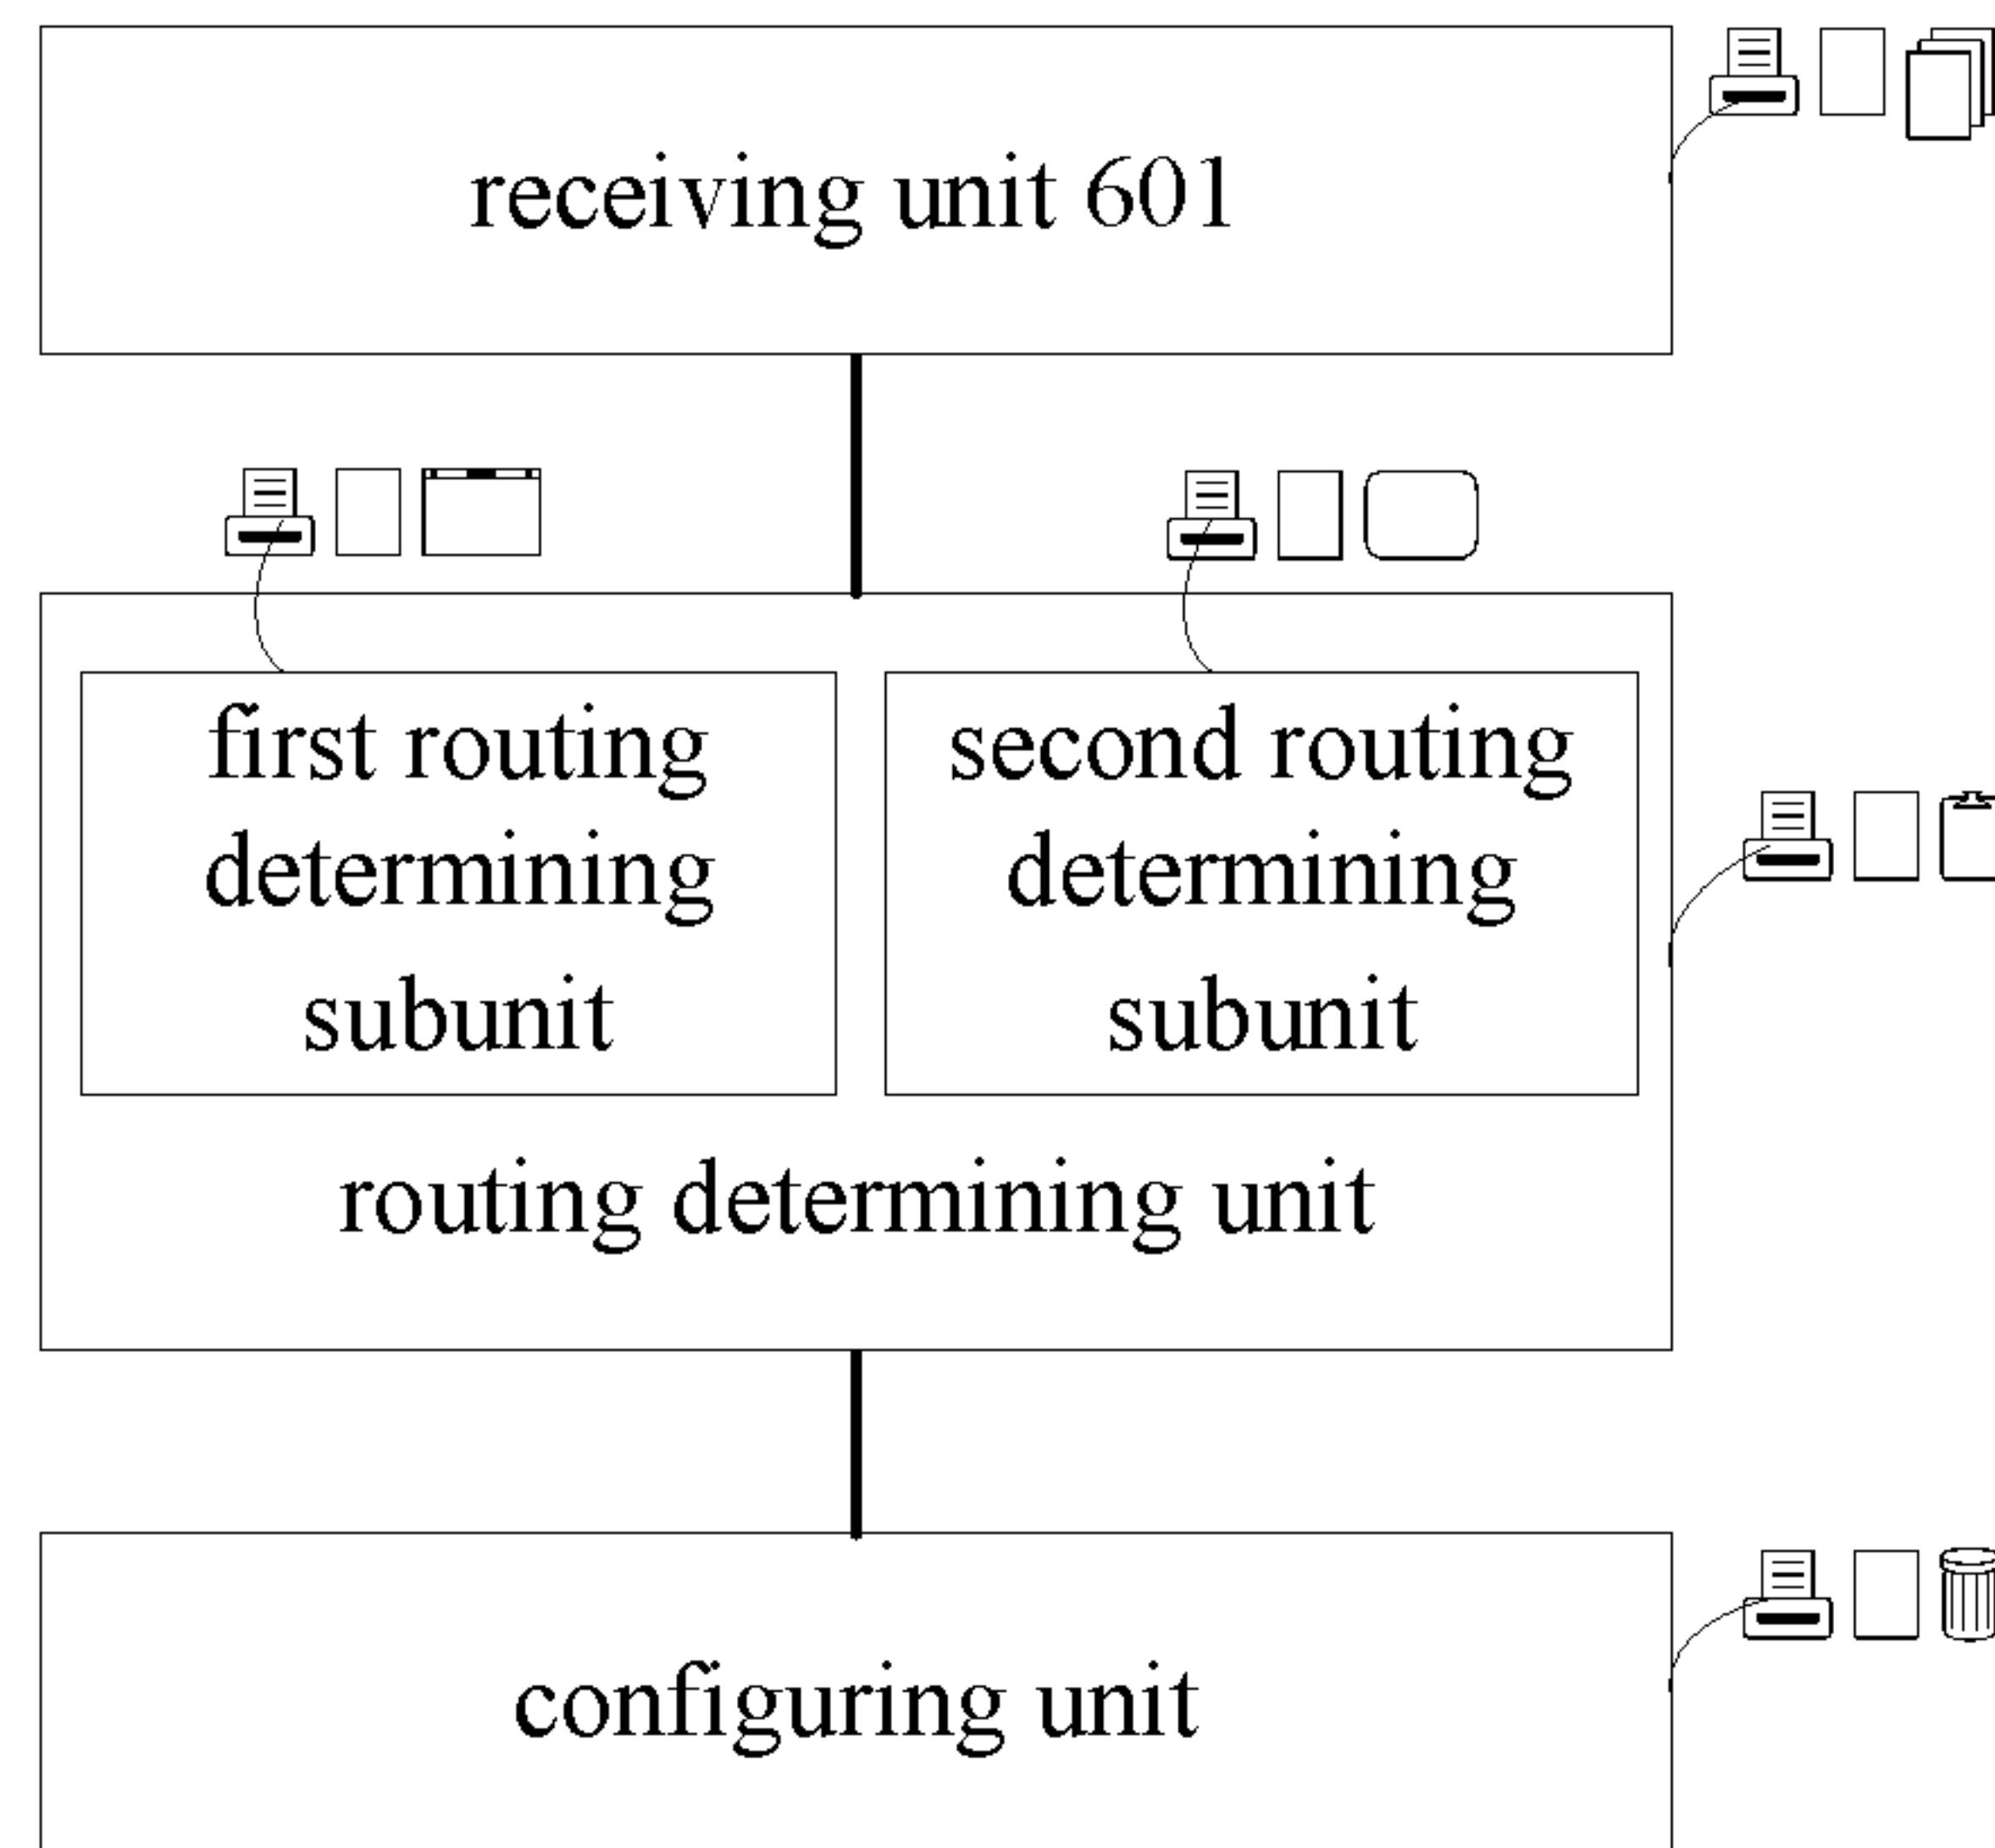 receiving unit 601
first routing
determining
subunit
second routing
determining
subunit
routing determining unit
configuring unit